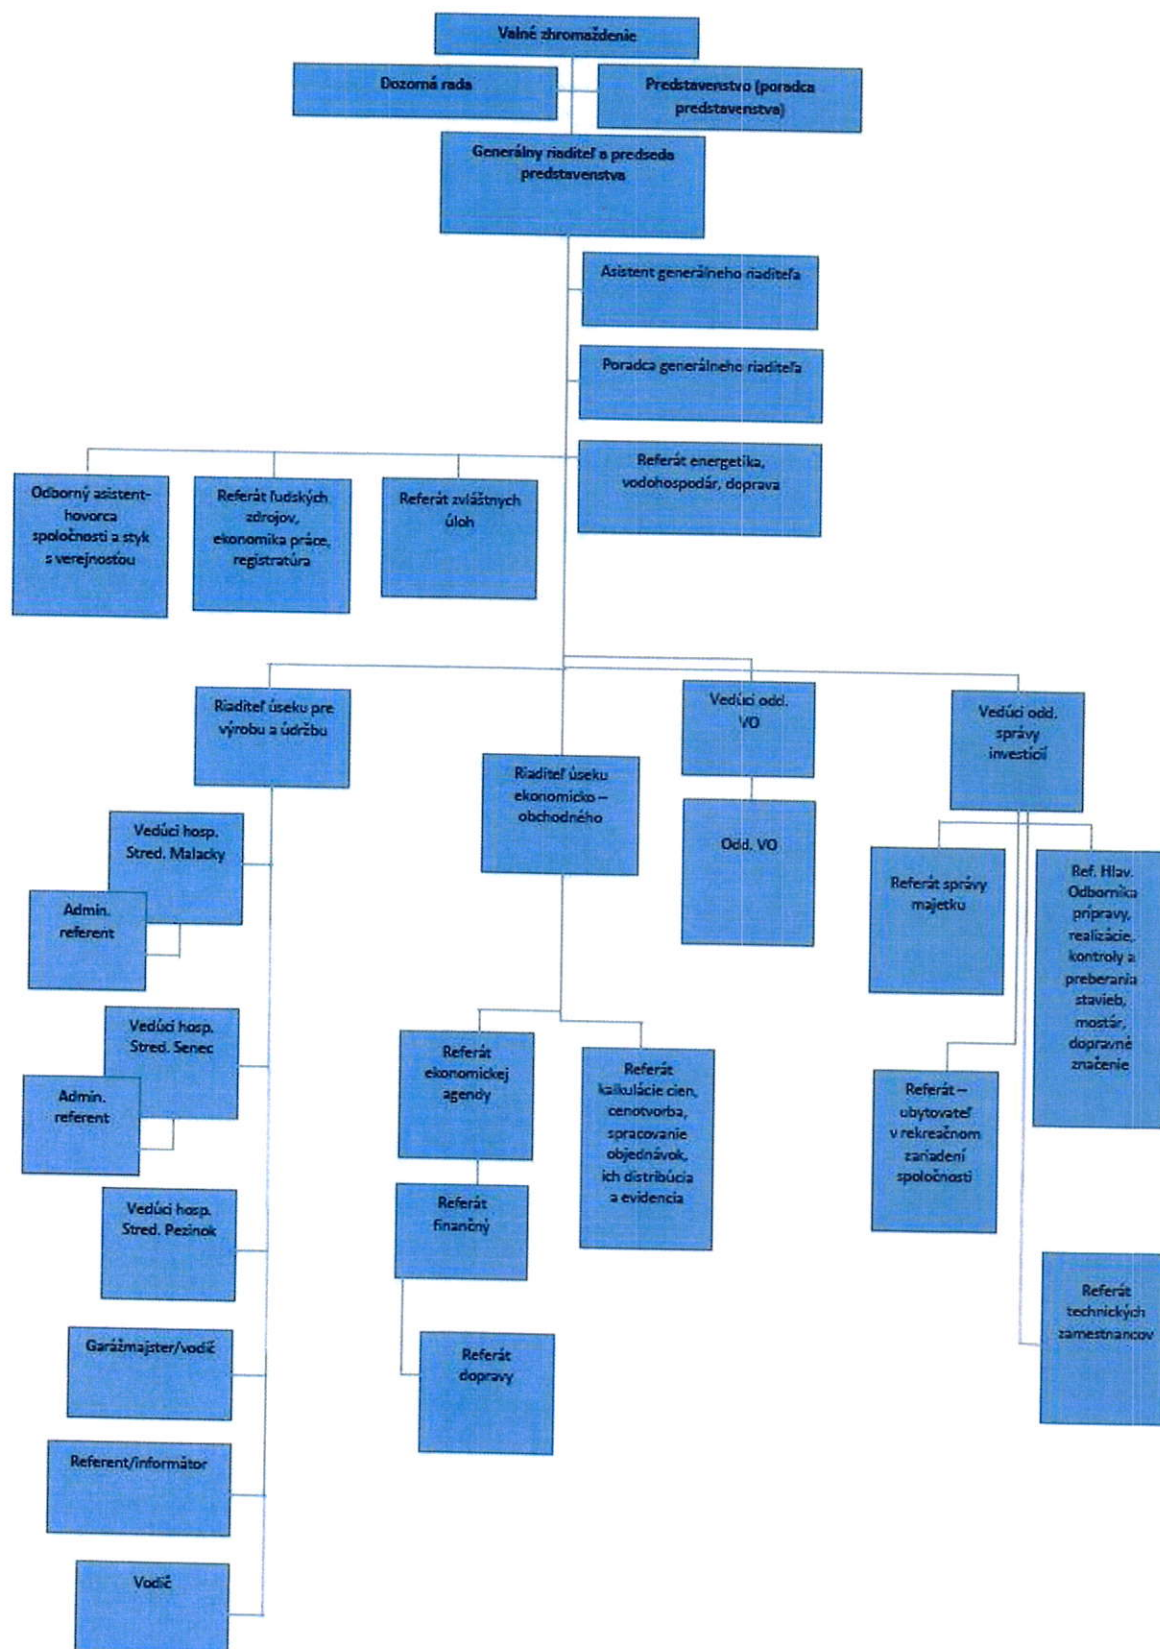 Valné zhromaždenie
Dozorná rada
Predstavenstvo (poradca
predstavenstva)
Generálny riaditeľ a predseda
predstavenstva
Asistent generálneho riaditeľa
Poradca generálneho riaditeľa
Referát energetika,
vodohospodár, doprava
Odborný asistent-
hovorca
spoločnosti a styk
s verejnosťou
Referát ľudských
zdrojov,
ekonomika práce,
registratúra
Referát zvláštnych
úloh
Riaditeľ úseku pre
výrobu a údržbu
Riaditeľ úseku
ekonomicko –
obchodného
Vedúci odd.
VO
Odd. VO
Vedúci odd.
správy
investícií
Vedúci hosp.
Stred. Malacky
Admin.
referent
Vedúci hosp.
Stred. Senec
Admin.
referent
Vedúci hosp.
Stred. Pezinok
Garážmajster/vodič
Referent/informátor
Vodič
Referát
ekonomickej
agendy
Referát
finančný
Referát
dopravy
Referát
kalkulácie cien,
cenotvorba,
spracovanie
objednávok,
ich distribúcia
a evidencia
Referát správy
majetku
Ref. Hlav.
Odborníka
prípravy,
realizácie,
kontroly a
preberania
stavieb,
mostár,
dopravné
značenie
Referát –
ubytovateľ
v rekreačnom
zariadení
spoločnosti
Referát
technických
zamestnancov